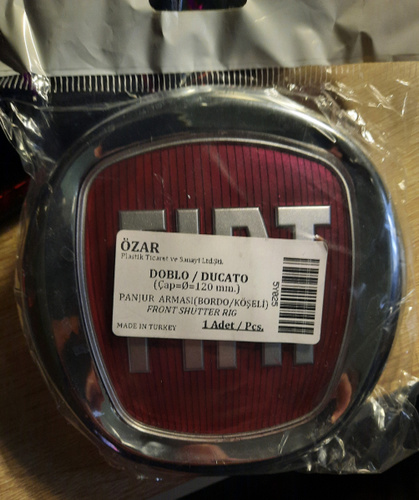 FIAT
ÖZAR
Plastik Ticaret ve Sanayi Ltd.Şti.
DOBLO / DUCATO
(Çap=Ø=120 mm.)
PANJUR ARMASI(BORDO/KÖŞELİ)
FRONT SHUTTER RIG
MADE IN TURKEY
1 Adet / Pcs.
5Y025